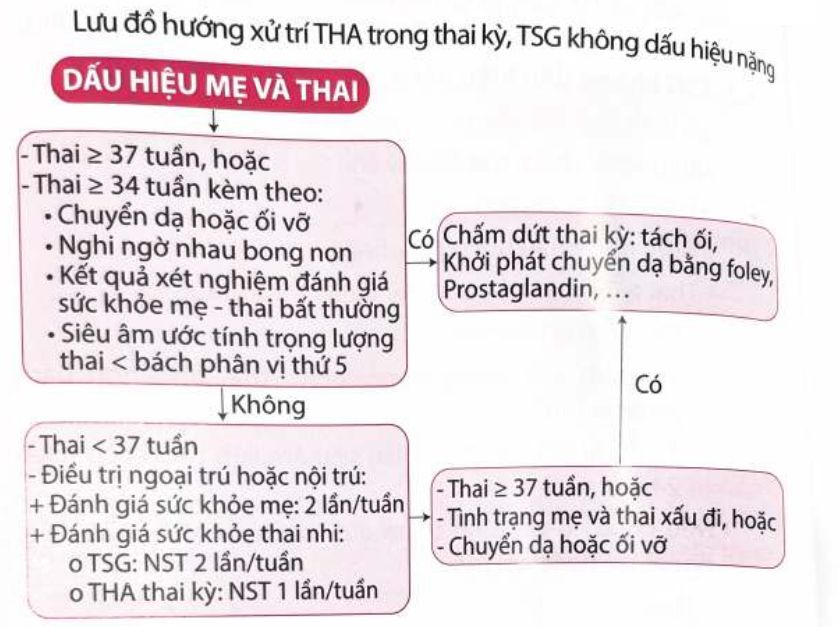 Lưu đồ hướng xử trí THA trong thai kỳ, TSG không dấu hiệu nặng
DẤU HIỆU MẸ VÀ THAI
- Thai ≥ 37 tuần, hoặc
- Thai ≥ 34 tuần kèm theo:
• Chuyển dạ hoặc ối vỡ
• Nghi ngờ nhau bong non
• Kết quả xét nghiệm đánh giá
sức khỏe mẹ - thai bất thường
• Siêu âm ước tính trọng lượng
thai < bách phân vị thứ 5
Có
Chấm dứt thai kỳ: tách ối,
Khởi phát chuyển dạ bằng foley,
Prostaglandin, ...
Không
Có
- Thai < 37 tuần
- Điều trị ngoại trú hoặc nội trú:
+ Đánh giá sức khỏe mẹ: 2 lần/tuần
+ Đánh giá sức khỏe thai nhi:
o TSG: NST 2 lần/tuần
o THA thai kỳ: NST 1 lần/tuần
- Thai ≥ 37 tuần, hoặc
- Tình trạng mẹ và thai xấu đi, hoặc
- Chuyển dạ hoặc ối vỡ